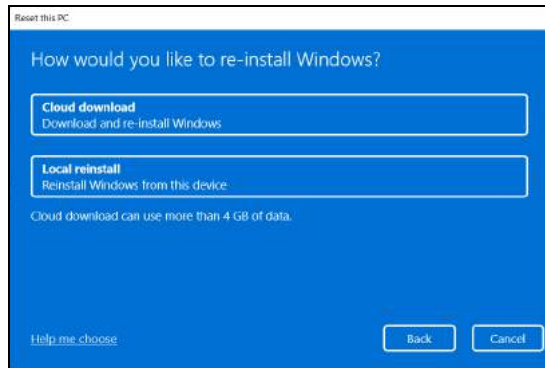 Reset this PC
How would you like to re-install Windows?
Cloud download
Download and re-install Windows
Local reinstall
Reinstall Windows from this device
Cloud download can use more than 4 GB of data.
Help me choose
Back
Cancel